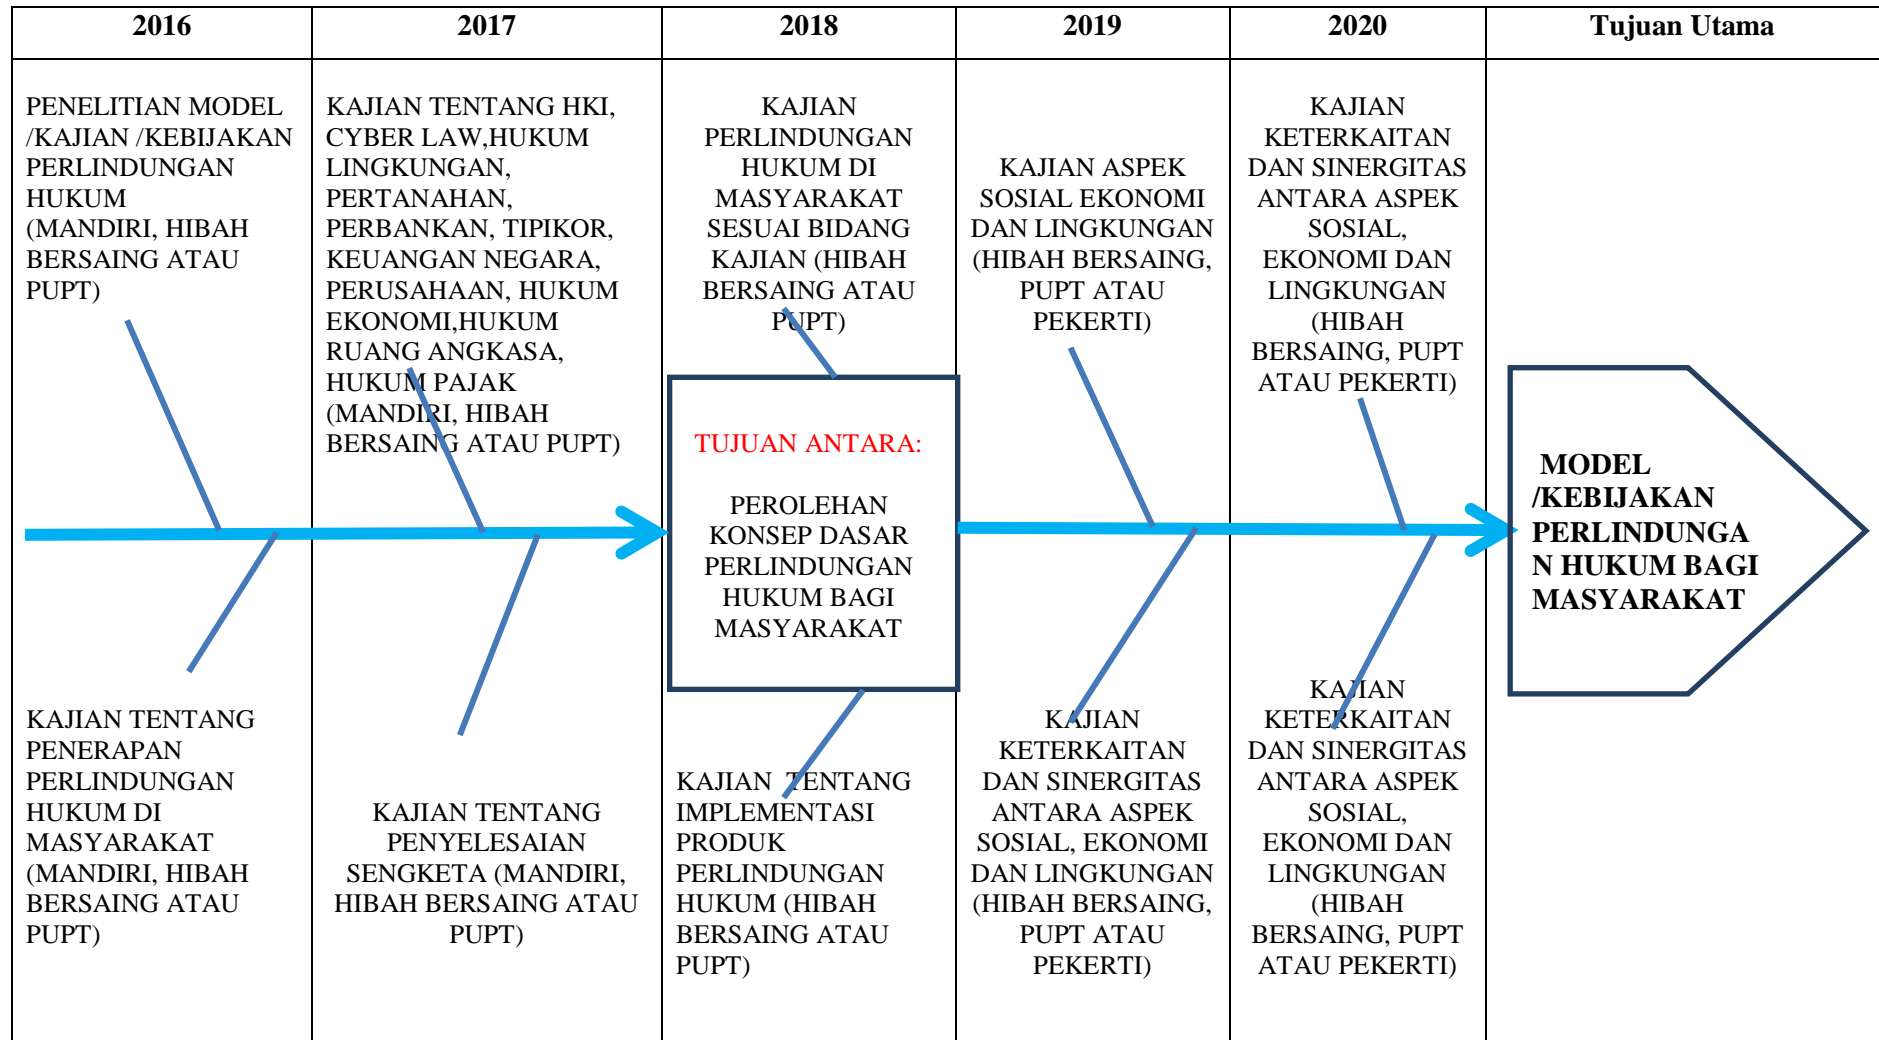 2016
2017
2018
2019
2020
Tujuan Utama
PENELITIAN MODEL
/KAJIAN /KEBIJAKAN
PERLINDUNGAN
HUKUM
(MANDIRI, HIBAH
BERSAING ATAU
PUPT)
KAJIAN TENTANG HKI,
CYBER LAW,HUKUM
LINGKUNGAN,
PERTANAHAN,
PERBANKAN, TIPIKOR,
KEUANGAN NEGARA,
PERUSAHAAN, HUKUM
EKONOMI,HUKUM
RUANG ANGKASA,
HUKUM PAJAK
(MANDIRI, HIBAH
BERSAING ATAU PUPT)
KAJIAN
PERLINDUNGAN
HUKUM DI
MASYARAKAT
SESUAI BIDANG
KAJIAN (HIBAH
BERSAING ATAU
PUPT)
KAJIAN ASPEK
SOSIAL EKONOMI
DAN LINGKUNGAN
(HIBAH BERSAING,
PUPT ATAU
PEKERTI)
KAJIAN
KETERKAITAN
DAN SINERGITAS
ANTARA ASPEK
SOSIAL,
EKONOMI DAN
LINGKUNGAN
(HIBAH
BERSAING, PUPT
ATAU PEKERTI)
TUJUAN ANTARA:
PEROLEHAN
KONSEP DASAR
PERLINDUNGAN
HUKUM BAGI
MASYARAKAT
MODEL
/KEBIJAKAN
PERLINDUNGA
N HUKUM BAGI
MASYARAKAT
KAJIAN TENTANG
PENERAPAN
PERLINDUNGAN
HUKUM DI
MASYARAKAT
(MANDIRI, HIBAH
BERSAING ATAU
PUPT)
KAJIAN TENTANG
PENYELESAIAN
SENGKETA (MANDIRI,
HIBAH BERSAING ATAU
PUPT)
KAJIAN  TENTANG
IMPLEMENTASI
PRODUK
PERLINDUNGAN
HUKUM (HIBAH
BERSAING ATAU
PUPT)
KAJIAN
KETERKAITAN
DAN SINERGITAS
ANTARA ASPEK
SOSIAL, EKONOMI
DAN LINGKUNGAN
(HIBAH BERSAING,
PUPT ATAU
PEKERTI)
KAJIAN
KETERKAITAN
DAN SINERGITAS
ANTARA ASPEK
SOSIAL,
EKONOMI DAN
LINGKUNGAN
(HIBAH
BERSAING, PUPT
ATAU PEKERTI)